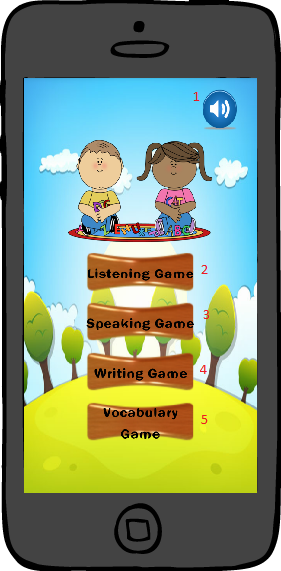 1
Listening Game 2
Speaking Game 3
Writing Game 4
Vocabulary
Game 5